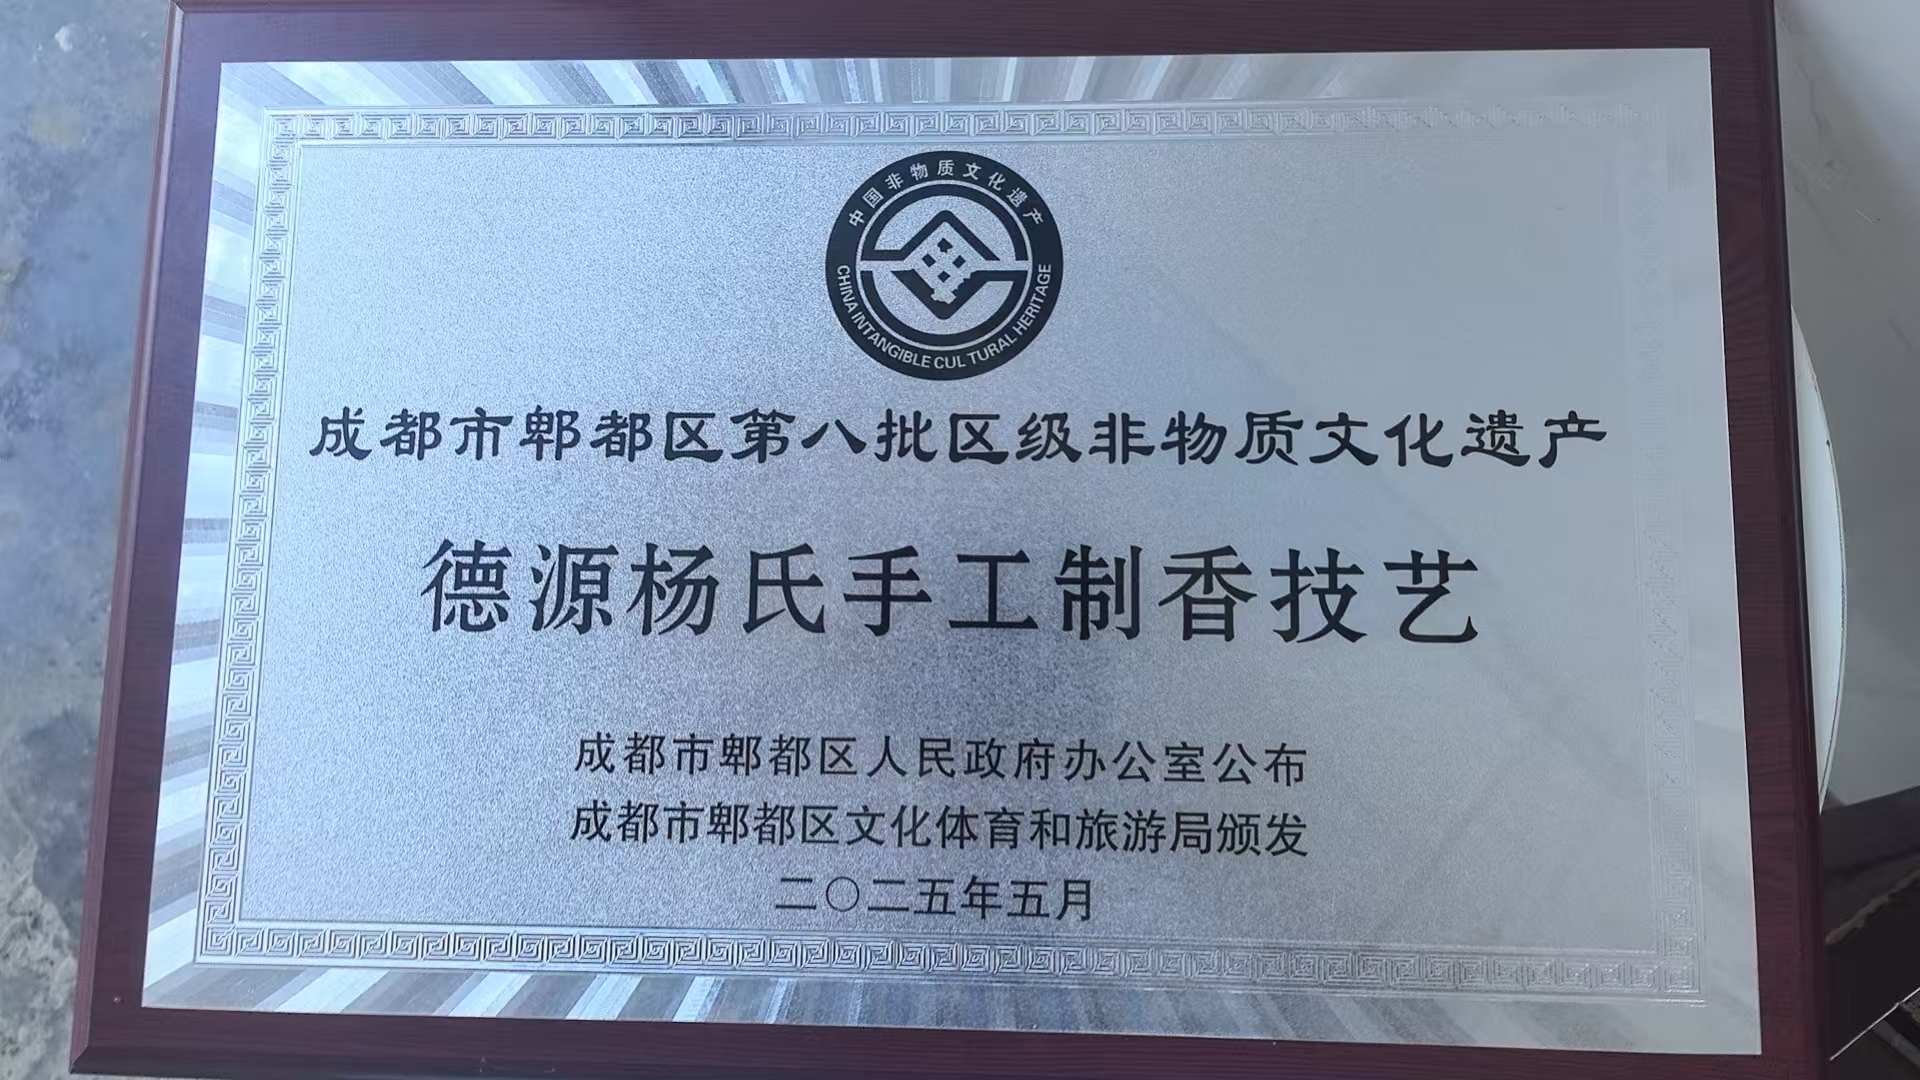 中国非物质文化遗产
CHINA INTANGIBLE CULTURAL HERITAGE
成都市郫都区第八批区级非物质文化遗产
德源杨氏手工制香技艺
成都市郫都区人民政府办公室公布
成都市郫都区文化体育和旅游局颁发
二〇二五年五月